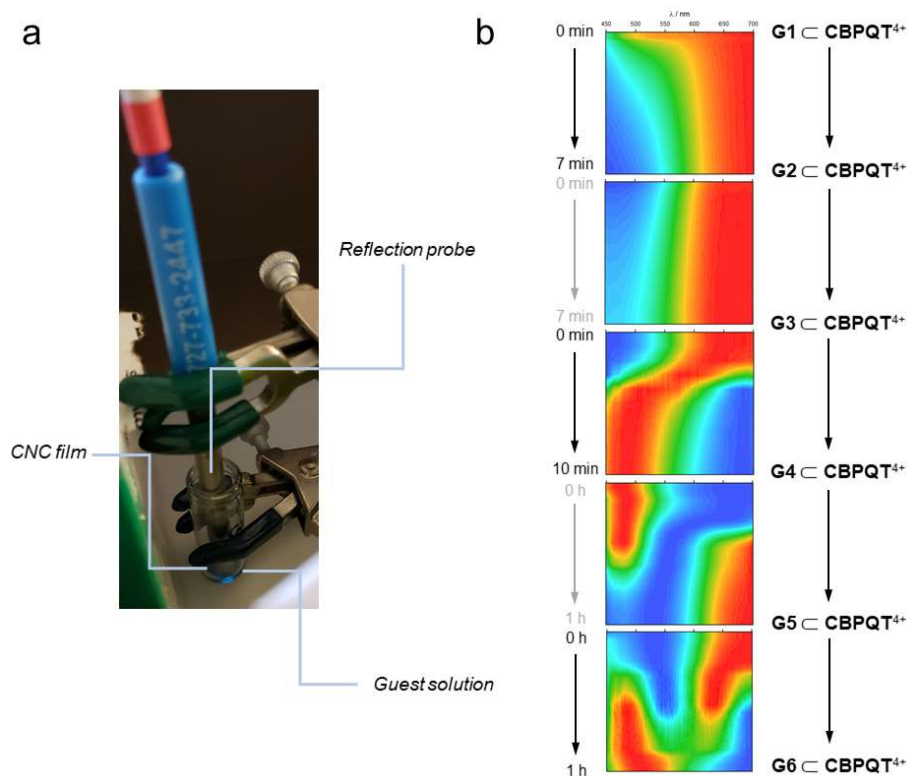 a
727-733-2447
Reflection probe
CNC film
Guest solution
b
λ / nm
450 500 550 600 650 700
0 min
G1 ⊂ CBPQT⁴⁺
7 min
G2 ⊂ CBPQT⁴⁺
0 min
7 min
G3 ⊂ CBPQT⁴⁺
0 min
10 min
G4 ⊂ CBPQT⁴⁺
0 h
1 h
G5 ⊂ CBPQT⁴⁺
0 h
1 h
G6 ⊂ CBPQT⁴⁺